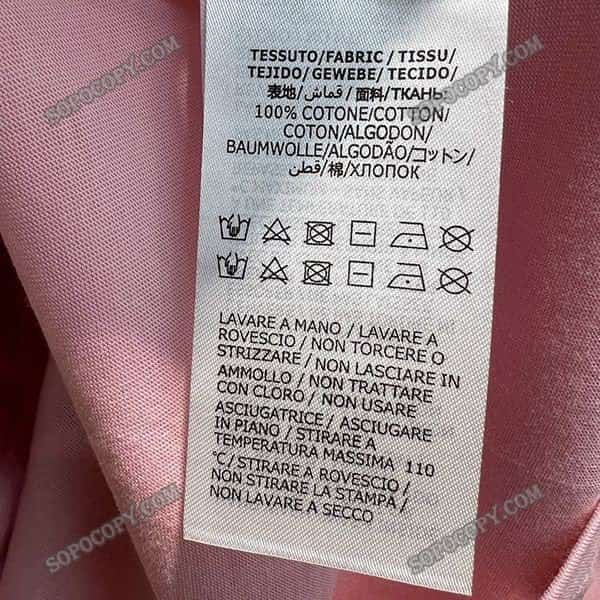 TESSUTO/FABRIC/TISSU/
TEJIDO/GEWEBE/TECIDO/
表地/قماش/面料/ТКАНЬ
100% COTONE/COTTON/
COTON/ALGODON/
BAUMWOLLE/ALGODÃO/コットン/
قطن/棉/ХЛОПОК
LAVARE A MANO / LAVARE A
ROVESCIO / NON TORCERE O
STRIZZARE / NON LASCIARE IN
AMMOLLO / NON TRATTARE
CON CLORO / NON USARE
ASCIUGATRICE / ASCIUGARE
IN PIANO / STIRARE A
TEMPERATURA MASSIMA 110
°C / STIRARE A ROVESCIO /
NON STIRARE LA STAMPA /
NON LAVARE A SECCO
SOPOCOPY.COM
SOPOCOPY.COM
SOPOCOPY.COM
SOPOCOPY.COM